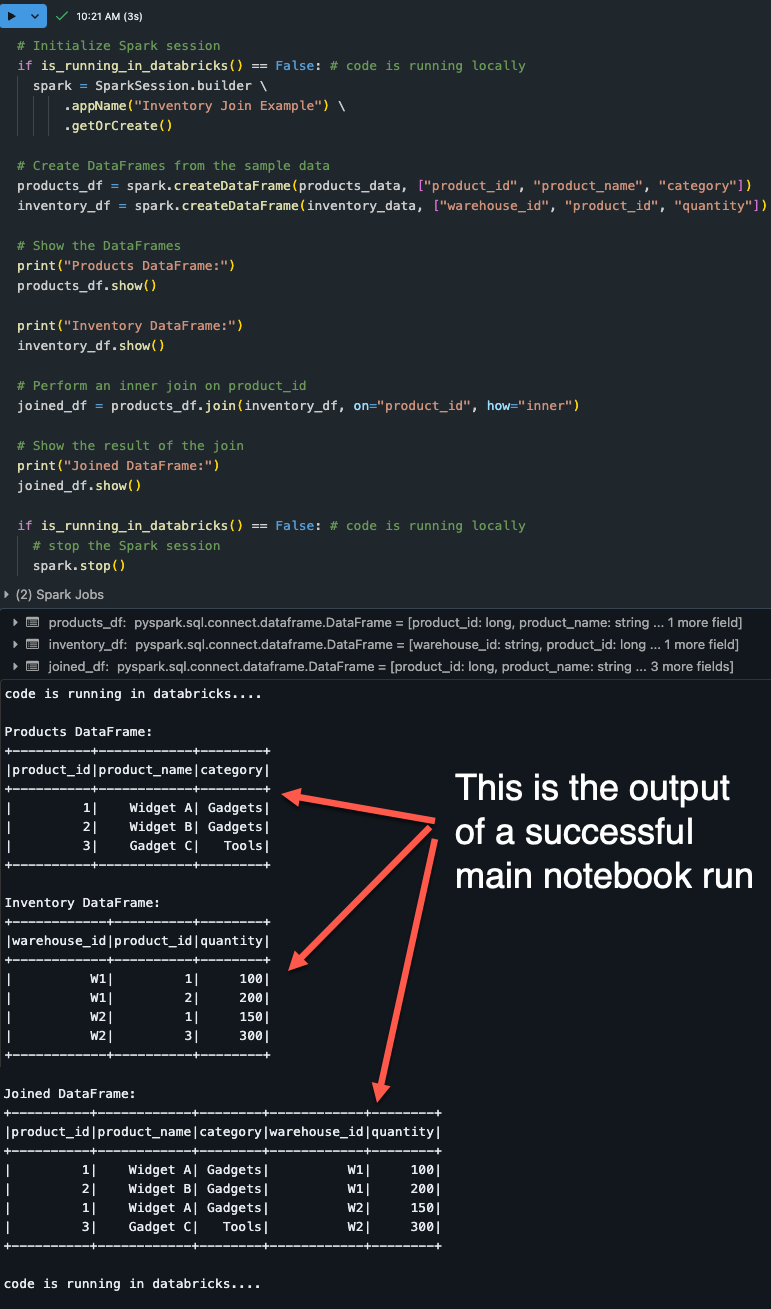 10:21 AM (3s)
# Initialize Spark session
if is_running_in_databricks() == False: # code is running locally
  spark = SparkSession.builder \
      .appName("Inventory Join Example") \
      .getOrCreate()
# Create DataFrames from the sample data
products_df = spark.createDataFrame(products_data, ["product_id", "product_name", "category"])
inventory_df = spark.createDataFrame(inventory_data, ["warehouse_id", "product_id", "quantity"])
# Show the DataFrames
print("Products DataFrame:")
products_df.show()
print("Inventory DataFrame:")
inventory_df.show()
# Perform an inner join on product_id
joined_df = products_df.join(inventory_df, on="product_id", how="inner")
# Show the result of the join
print("Joined DataFrame:")
joined_df.show()
if is_running_in_databricks() == False: # code is running locally
  # stop the Spark session
  spark.stop()
(2) Spark Jobs
products_df: pyspark.sql.connect.dataframe.DataFrame = [product_id: long, product_name: string ... 1 more field]
inventory_df: pyspark.sql.connect.dataframe.DataFrame = [warehouse_id: string, product_id: long ... 1 more field]
joined_df: pyspark.sql.connect.dataframe.DataFrame = [product_id: long, product_name: string ... 3 more fields]
code is running in databricks....
Products DataFrame:
+----------+------------+--------+
|product_id|product_name|category|
+----------+------------+--------+
|         1|    Widget A| Gadgets|
|         2|    Widget B| Gadgets|
|         3|    Gadget C|   Tools|
+----------+------------+--------+
This is the output
of a successful
main notebook run
Inventory DataFrame:
+------------+----------+--------+
|warehouse_id|product_id|quantity|
+------------+----------+--------+
|          W1|         1|     100|
|          W1|         2|     200|
|          W2|         1|     150|
|          W2|         3|     300|
+------------+----------+--------+
Joined DataFrame:
+----------+------------+--------+------------+--------+
|product_id|product_name|category|warehouse_id|quantity|
+----------+------------+--------+------------+--------+
|         1|    Widget A| Gadgets|          W1|     100|
|         2|    Widget B| Gadgets|          W1|     200|
|         1|    Widget A| Gadgets|          W2|     150|
|         3|    Gadget C|   Tools|          W2|     300|
+----------+------------+--------+------------+--------+
code is running in databricks....